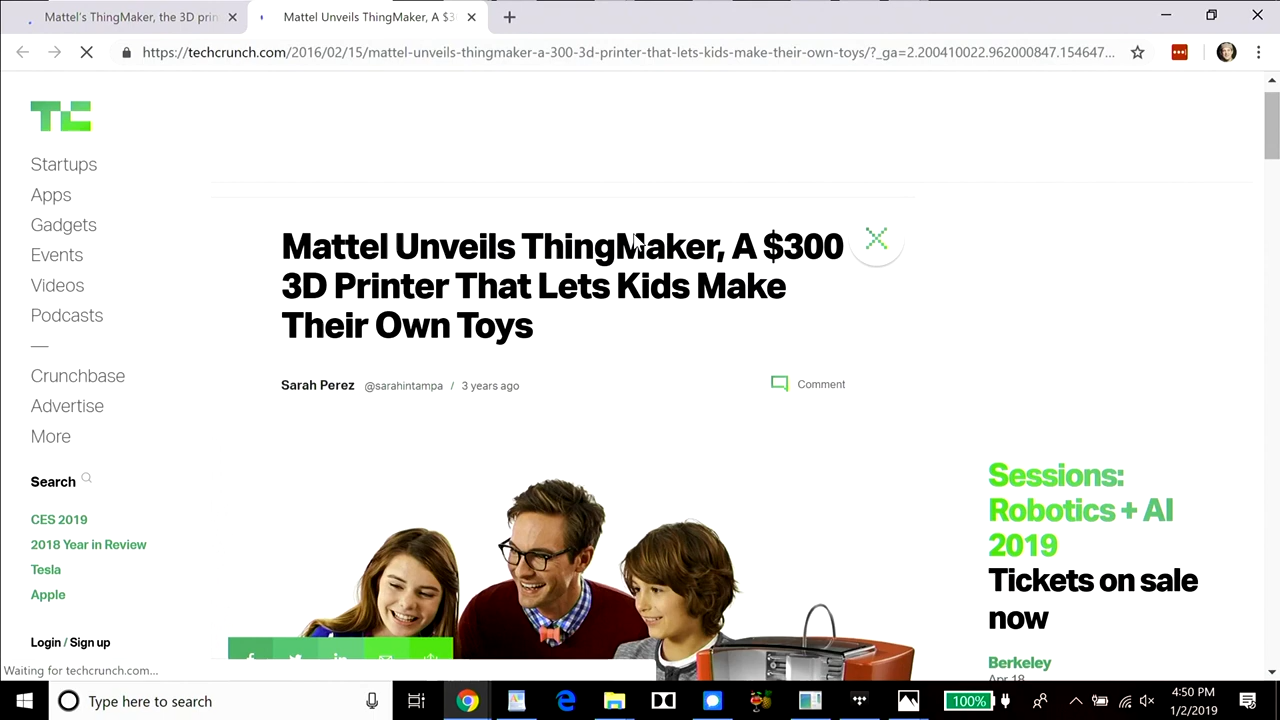 Mattel's ThingMaker, the 3D prin
Mattel Unveils ThingMaker, A $3
https://techcrunch.com/2016/02/15/mattel-unveils-thingmaker-a-300-3d-printer-that-lets-kids-make-their-own-toys/?_ga=2.200410022.962000847.154647...
TC
Startups
Apps
Gadgets
Events
Videos
Podcasts
—
Crunchbase
Advertise
More
Search
CES 2019
2018 Year in Review
Tesla
Apple
Login / Sign up
Mattel Unveils ThingMaker, A $300
3D Printer That Lets Kids Make
Their Own Toys
Sarah Perez @sarahintampa / 3 years ago
Comment
Sessions:
Robotics + AI
2019
Tickets on sale
now
Berkeley
Apr 18
Waiting for techcrunch.com...
Type here to search
100%
4:50 PM
1/2/2019